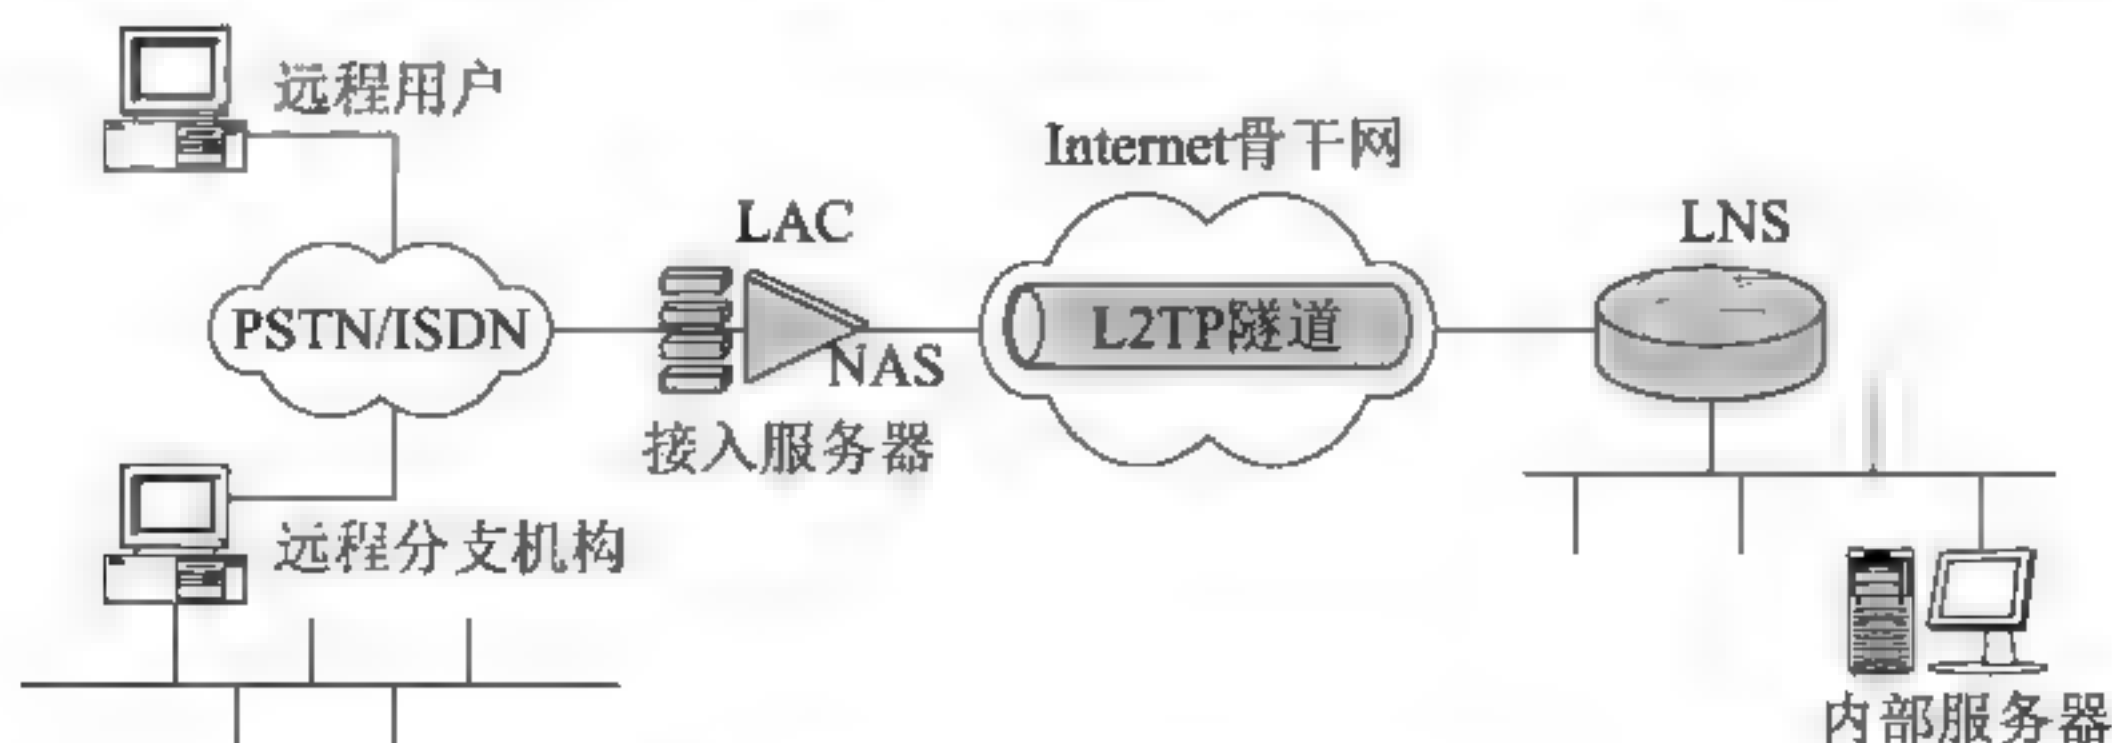 远程用户
Internet骨干网
LAC
LNS
PSTN/ISDN
L2TP隧道
NAS
接入服务器
远程分支机构
内部服务器